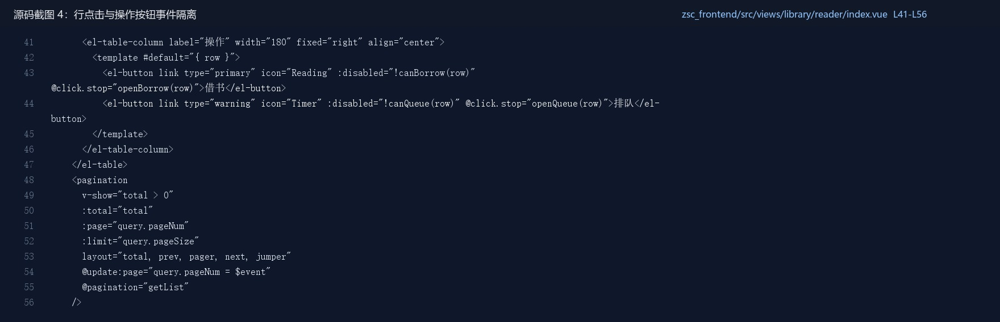 源码截图 4：行点击与操作按钮事件隔离
zsc_frontend/src/views/library/reader/index.vue L41-L56
41 <el-table-column label="操作" width="180" fixed="right" align="center">
42 <template #default="{ row }">
43 <el-button link type="primary" icon="Reading" :disabled="!canBorrow(row)"
@click.stop="openBorrow(row)">借书</el-button>
44 <el-button link type="warning" icon="Timer" :disabled="!canQueue(row)" @click.stop="openQueue(row)">排队</el-
button>
45 </template>
46 </el-table-column>
47 </el-table>
48 <pagination
49 v-show="total > 0"
50 :total="total"
51 :page="query.pageNum"
52 :limit="query.pageSize"
53 layout="total, prev, pager, next, jumper"
54 @update:page="query.pageNum = $event"
55 @pagination="getList"
56 />